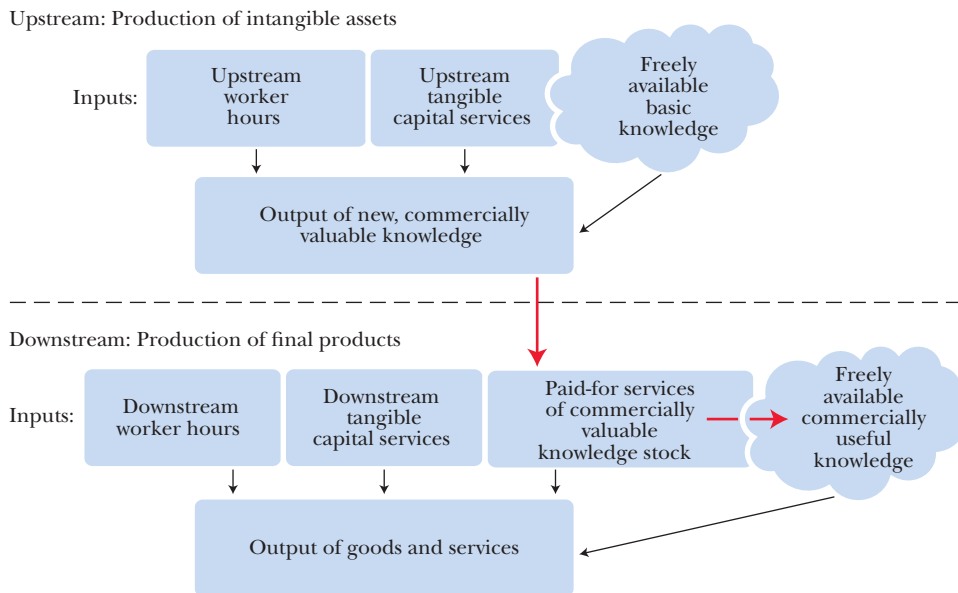 Upstream: Production of intangible assets
Inputs:
Upstream
worker
hours
Upstream
tangible
capital services
Freely
available
basic
knowledge
Output of new, commercially
valuable knowledge
Downstream: Production of final products
Inputs:
Downstream
worker hours
Downstream
tangible
capital services
Paid-for services
of commercially
valuable
knowledge stock
Freely
available
commercially
useful
knowledge
Output of goods and services